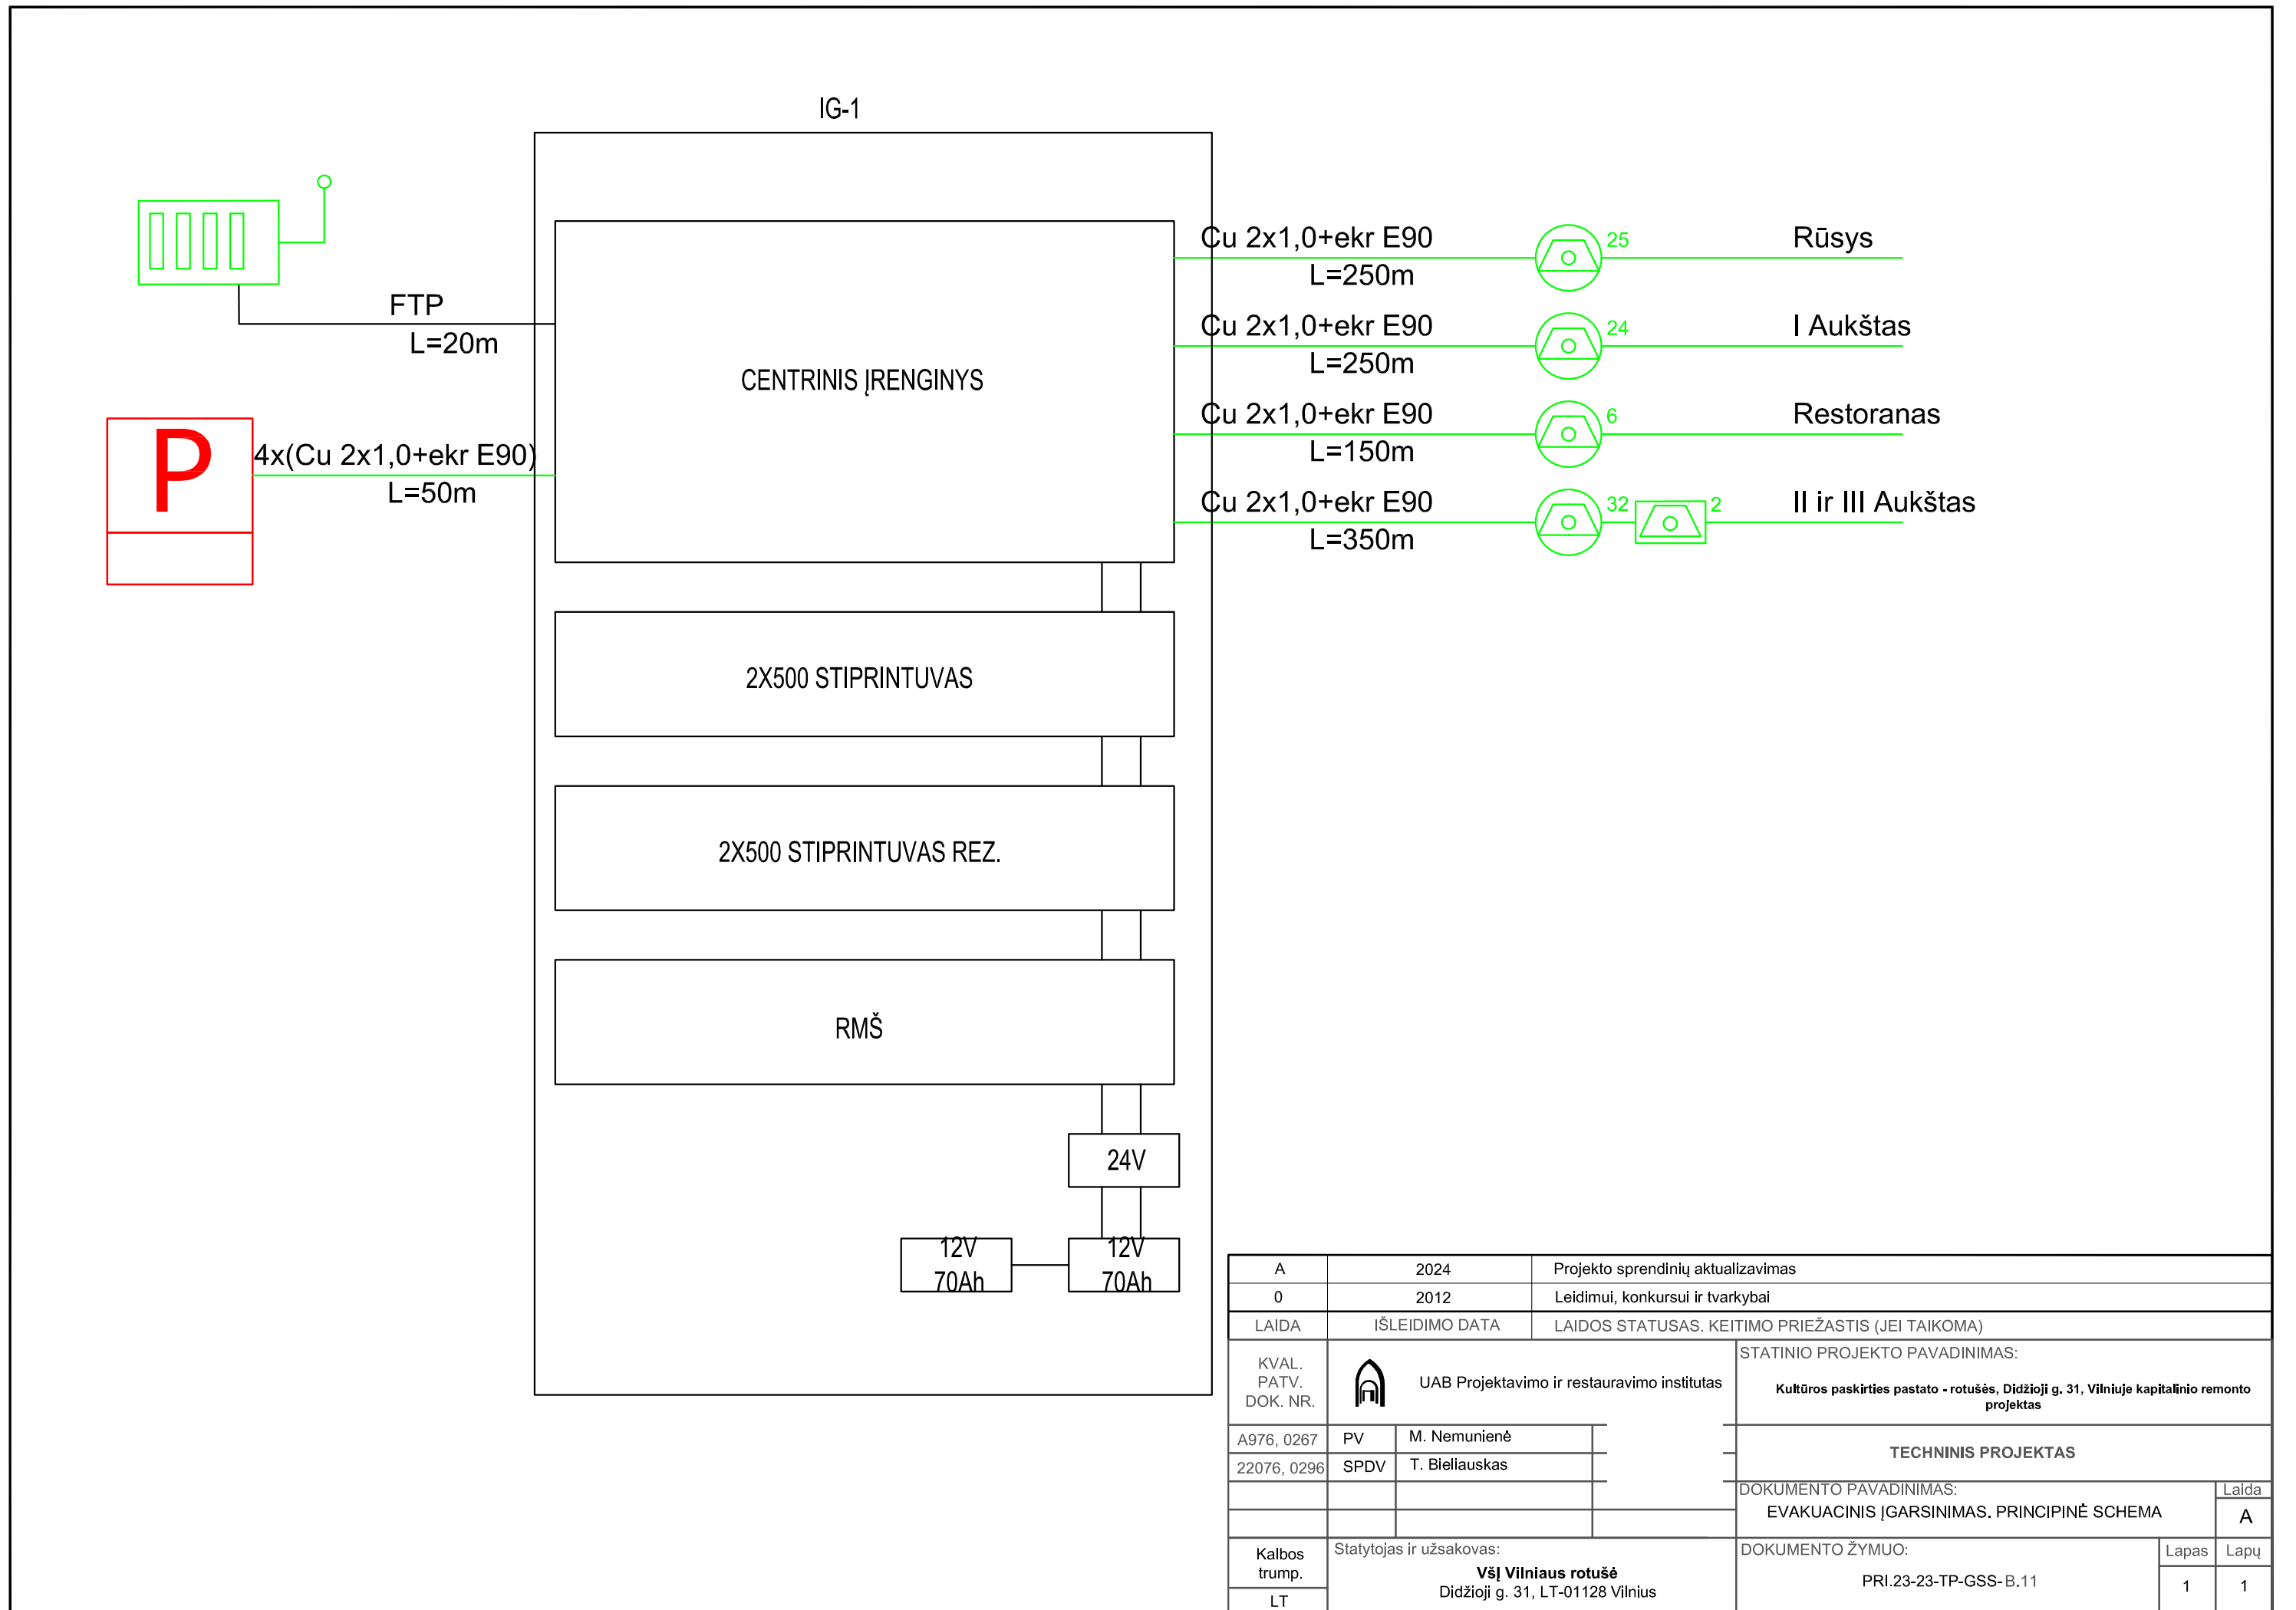 IG-1
FTP
L=20m
P
4x(Cu 2x1,0+ekr E90)
L=50m
CENTRINIS ĮRENGINYS
Cu 2x1,0+ekr E90
L=250m
25
Rūsys
Cu 2x1,0+ekr E90
L=250m
24
I Aukštas
Cu 2x1,0+ekr E90
L=150m
6
Restoranas
Cu 2x1,0+ekr E90
L=350m
32
2
II ir III Aukštas
2X500 STIPRINTUVAS
2X500 STIPRINTUVAS REZ.
RMŠ
24V
12V
70Ah
12V
70Ah
A 2024 Projekto sprendinių aktualizavimas
0 2012 Leidimui, konkursui ir tvarkybai
LAIDA IŠLEIDIMO DATA LAIDOS STATUSAS. KEITIMO PRIEŽASTIS (JEI TAIKOMA)
KVAL.
PATV.
DOK. NR.
UAB Projektavimo ir restauravimo institutas
STATINIO PROJEKTO PAVADINIMAS:
Kultūros paskirties pastato - rotušės, Didžioji g. 31, Vilniuje kapitalinio remonto
projektas
A976, 0267 PV M. Nemunienė
22076, 0296 SPDV T. Bieliauskas
TECHNINIS PROJEKTAS
DOKUMENTO PAVADINIMAS:
EVAKUACINIS ĮGARSINIMAS. PRINCIPINĖ SCHEMA
Laida
A
Kalbos
trump.
LT
Statytojas ir užsakovas:
VšĮ Vilniaus rotušė
Didžioji g. 31, LT-01128 Vilnius
DOKUMENTO ŽYMUO:
PRI.23-23-TP-GSS-B.11
Lapas Lapų
1 1